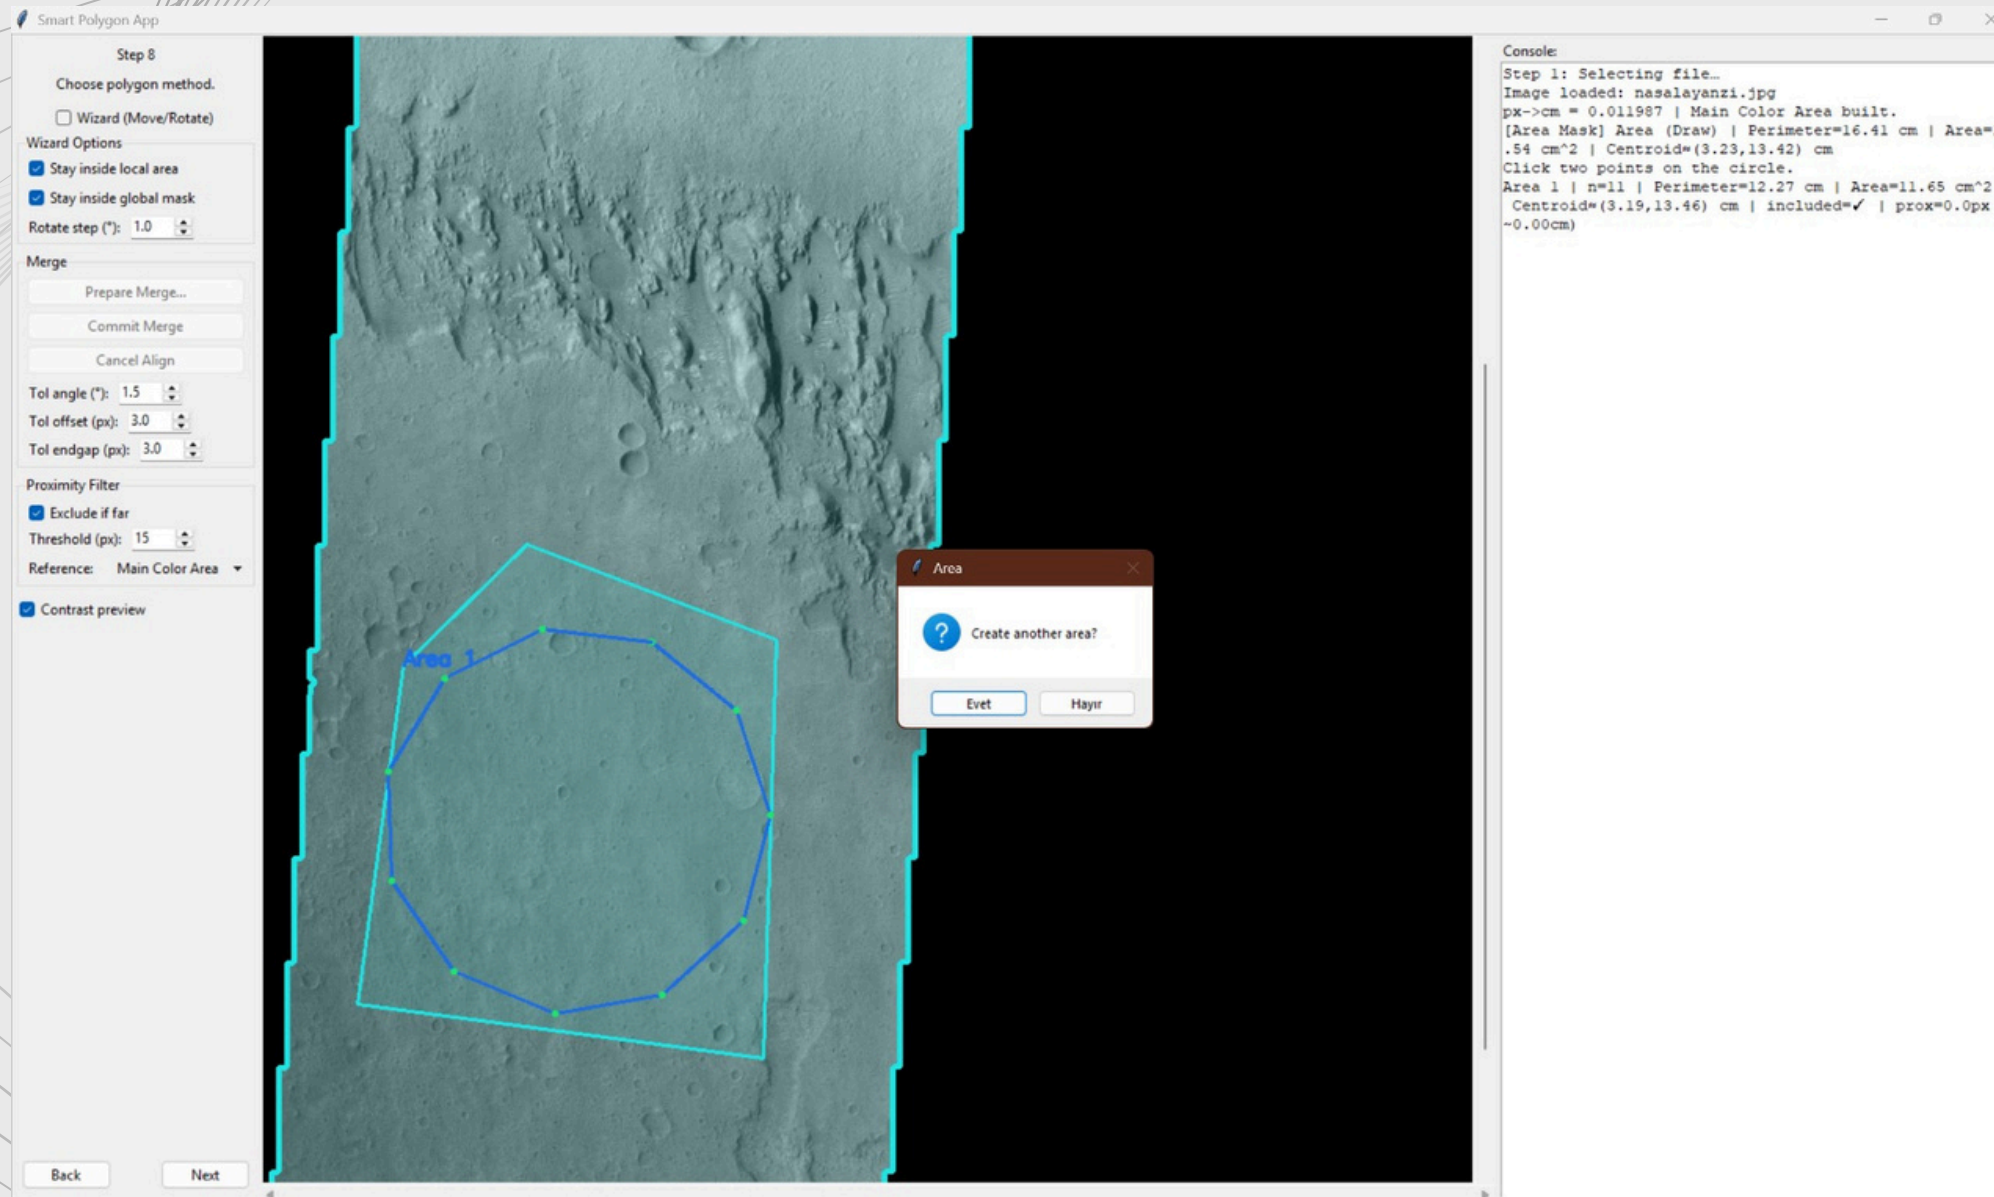 Smart Polygon App
Step 8
Choose polygon method.
Wizard (Move/Rotate)
Wizard Options
Stay inside local area
Stay inside global mask
Rotate step (°): 1.0
Merge
Prepare Merge...
Commit Merge
Cancel Align
Tol angle (°): 1.5
Tol offset (px): 3.0
Tol endgap (px): 3.0
Proximity Filter
Exclude if far
Threshold (px): 15
Reference: Main Color Area
Contrast preview
Back Next
Area 1
Area
Create another area?
Evet Hayır
Console:
Step 1: Selecting file…
Image loaded: nasalayanzi.jpg
px->cm = 0.011987 | Main Color Area built.
[Area Mask] Area (Draw) | Perimeter=16.41 cm | Area=
.54 cm^2 | Centroid≈(3.23,13.42) cm
Click two points on the circle.
Area 1 | n=11 | Perimeter=12.27 cm | Area=11.65 cm^2
Centroid≈(3.19,13.46) cm | included=✓ | prox=0.0px
~0.00cm)